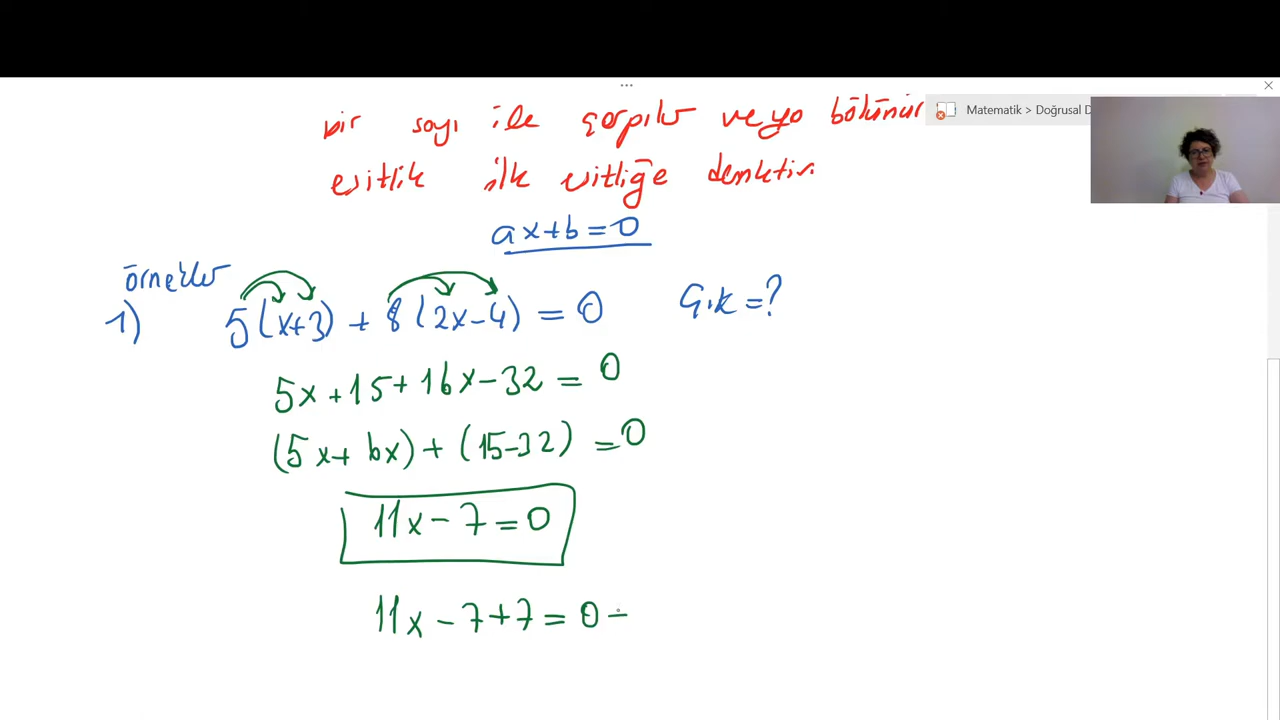 bir sayı ile çarpılır veya bölünür
Matematik > Doğrusal D
eşitlik ilk eşitliğe denktir.
ax+b=0
örnekler
1) 5(x+3) + 8(2x-4) = 0 Ç.k=?
5x+15+16x-32 = 0
(5x+6x)+(15-32) =0
11x-7=0
11x-7+7=0-